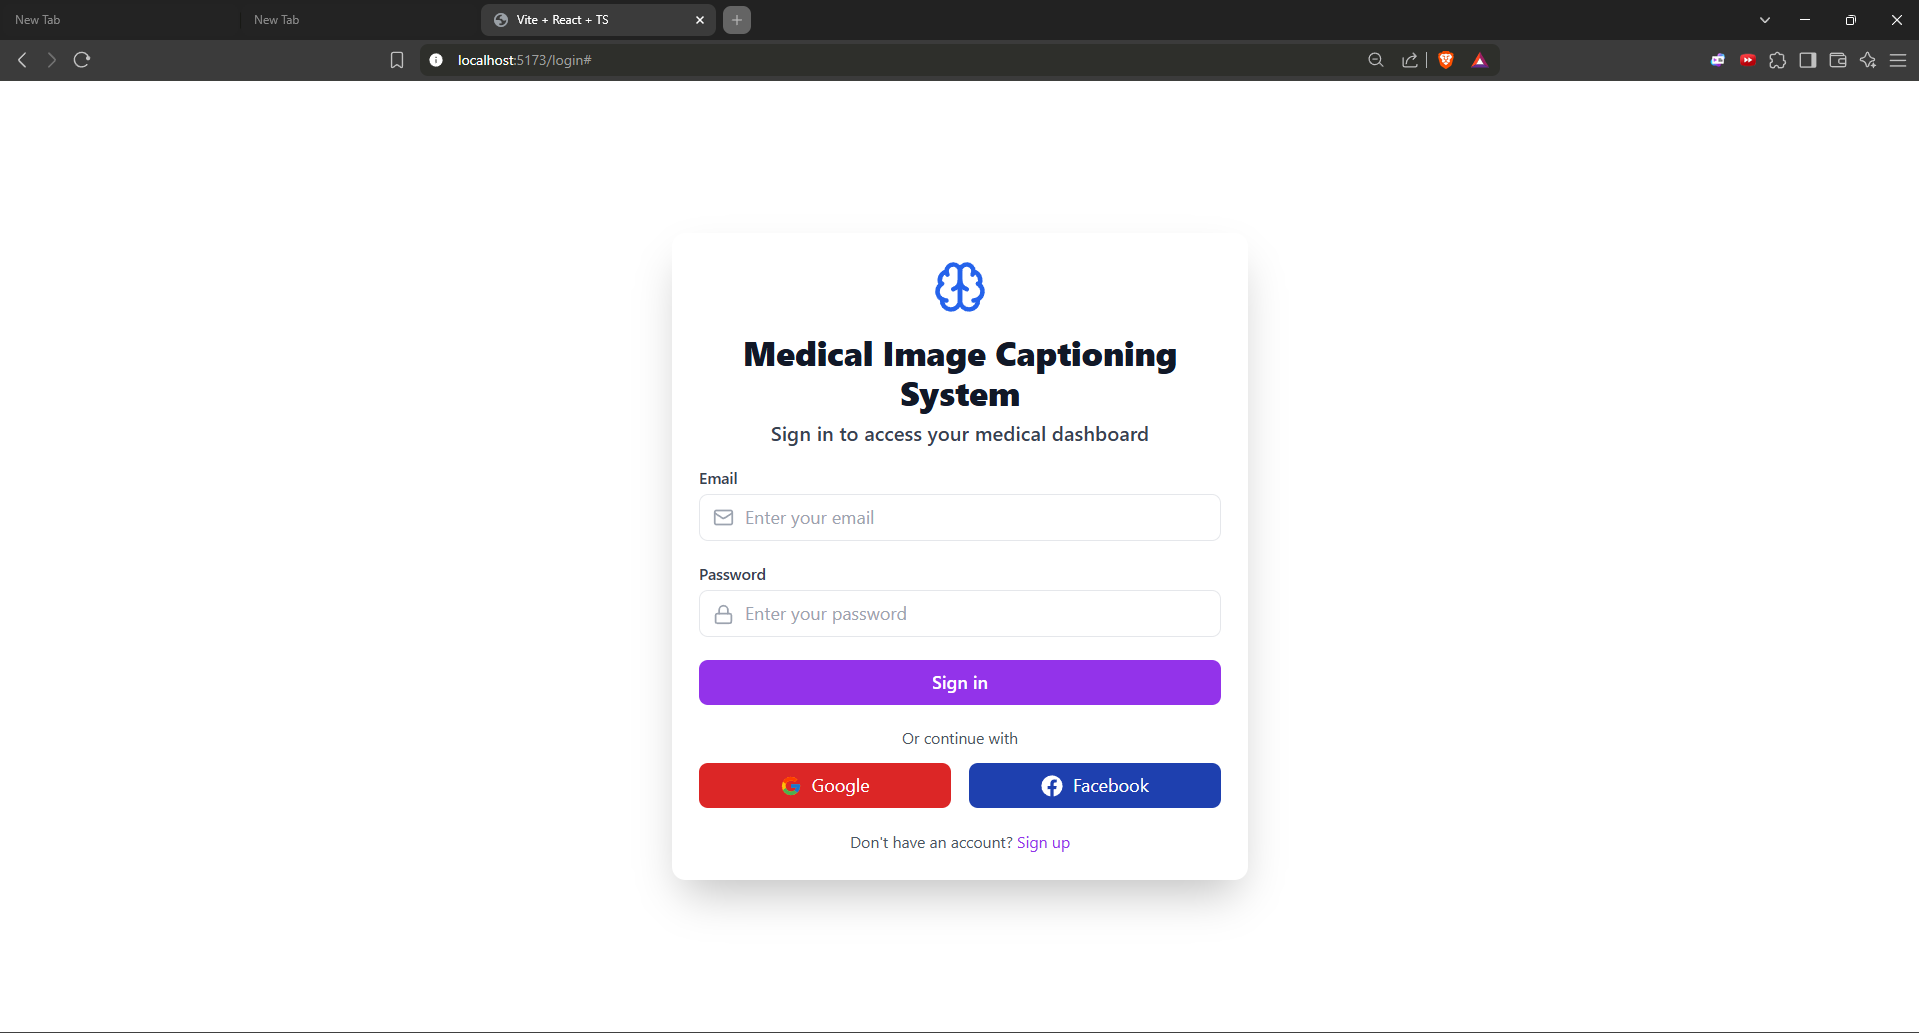 New Tab
New Tab
Vite + React + TS
localhost:5173/login#
Medical Image Captioning
System
Sign in to access your medical dashboard
Email
Enter your email
Password
Enter your password
Sign in
Or continue with
Google
Facebook
Don't have an account? Sign up